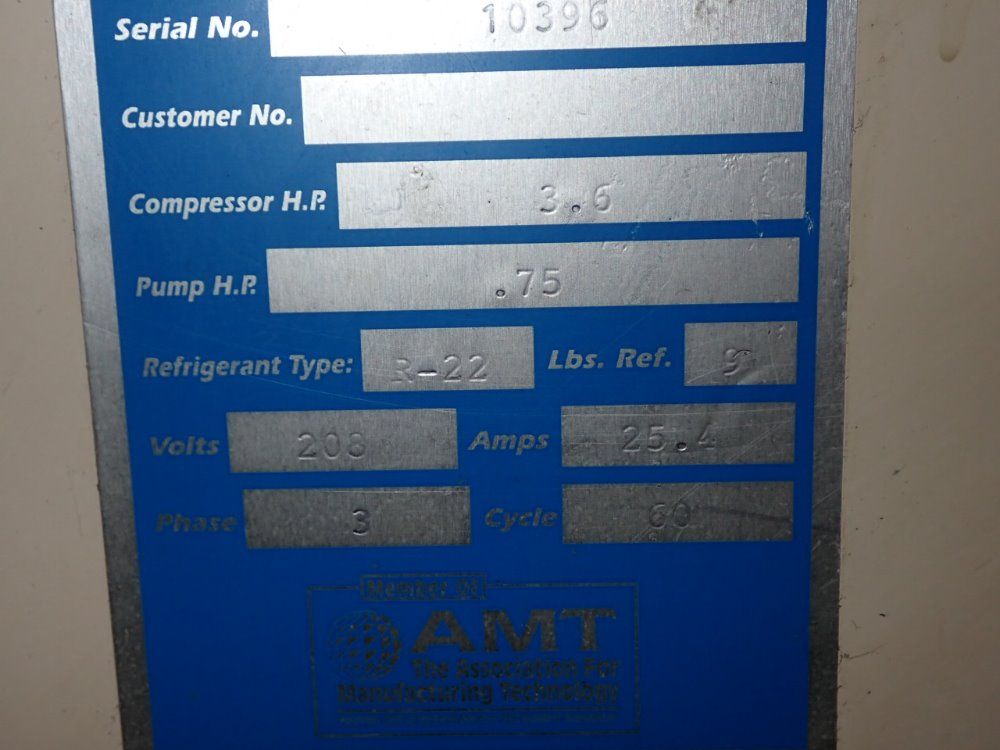 Serial No. 10396
Customer No.
Compressor H.P. 3.6
Pump H.P. .75
Refrigerant Type: R-22 Lbs. Ref. 9
Volts 208 Amps 25.4
Phase 3 Cycle 60
Member Of
AMT
The Association For
Manufacturing Technology